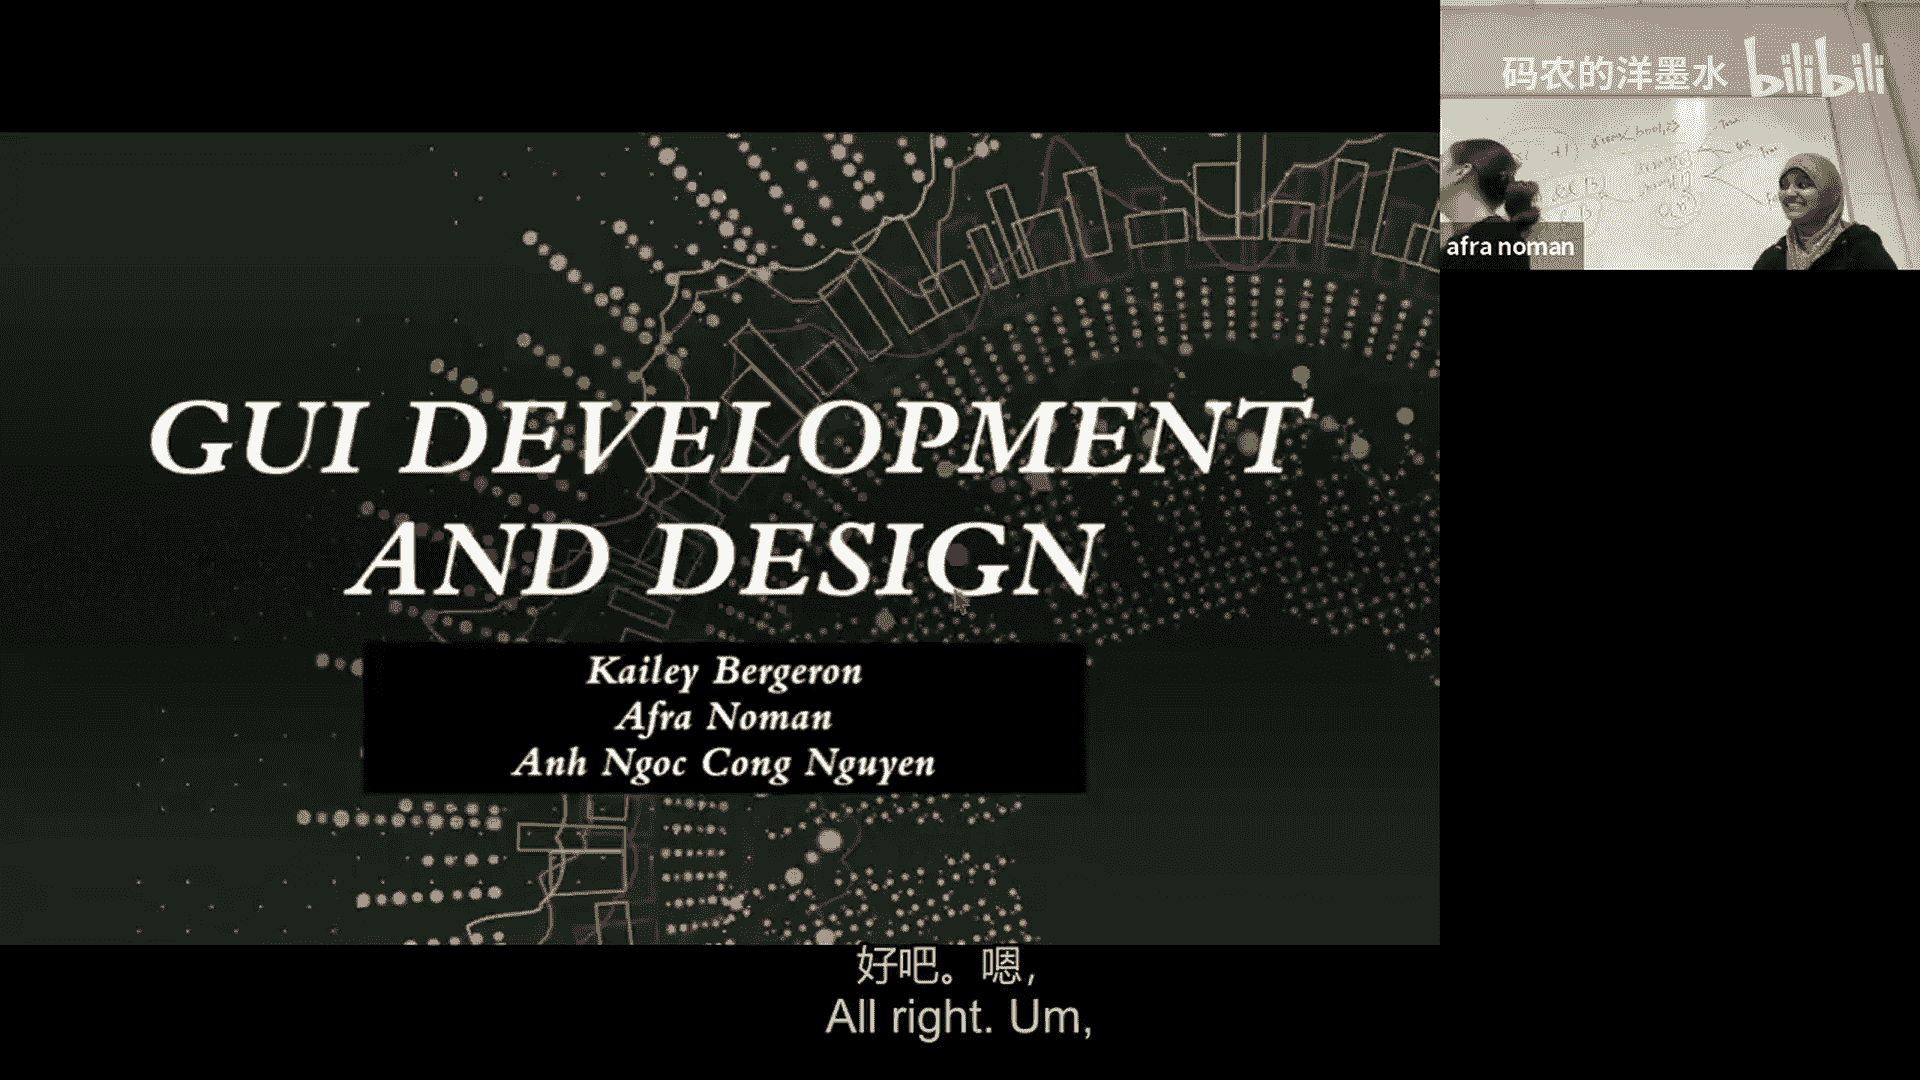 码农的洋墨水 bilibili
afra noman
GUI DEVELOPMENT
AND DESIGN
Kailey Bergeron
Afra Noman
Anh Ngoc Cong Nguyen
好吧。嗯，
All right. Um,